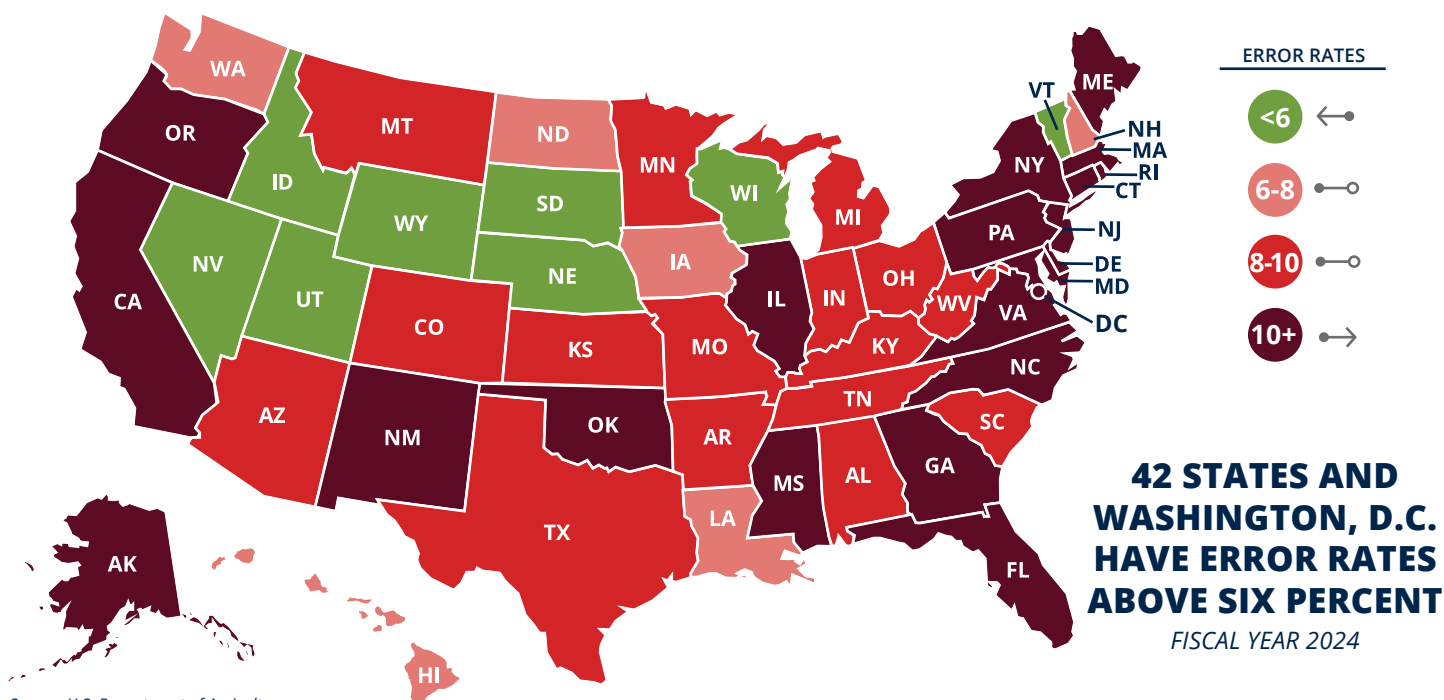 WA
OR
CA
NV
ID
MT
WY
UT
AZ
CO
NM
ND
SD
NE
KS
OK
TX
MN
IA
MO
AR
LA
WI
IL
MI
IN
OH
KY
TN
MS
AL
GA
FL
SC
NC
VA
WV
PA
NY
VT
ME
NH
MA
RI
CT
NJ
DE
MD
DC
AK
HI
ERROR RATES
<6
6-8
8-10
10+
42 STATES AND
WASHINGTON, D.C.
HAVE ERROR RATES
ABOVE SIX PERCENT
FISCAL YEAR 2024